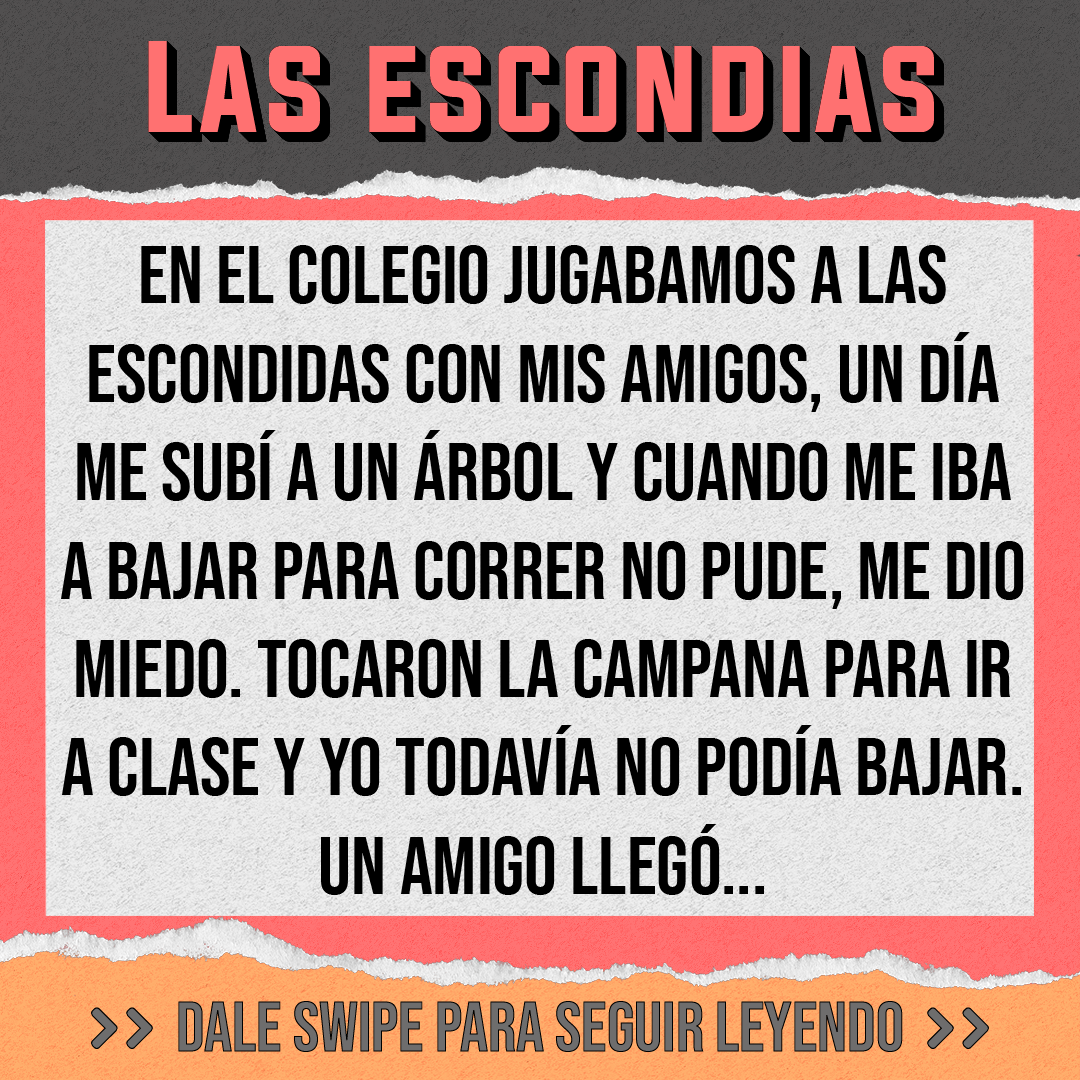 LAS ESCONDIAS
EN EL COLEGIO JUGABAMOS A LAS
ESCONDIDAS CON MIS AMIGOS, UN DÍA
ME SUBÍ A UN ÁRBOL Y CUANDO ME IBA
A BAJAR PARA CORRER NO PUDE, ME DIO
MIEDO. TOCARON LA CAMPANA PARA IR
A CLASE Y YO TODAVÍA NO PODÍA BAJAR.
UN AMIGO LLEGÓ...
>> DALE SWIPE PARA SEGUIR LEYENDO >>